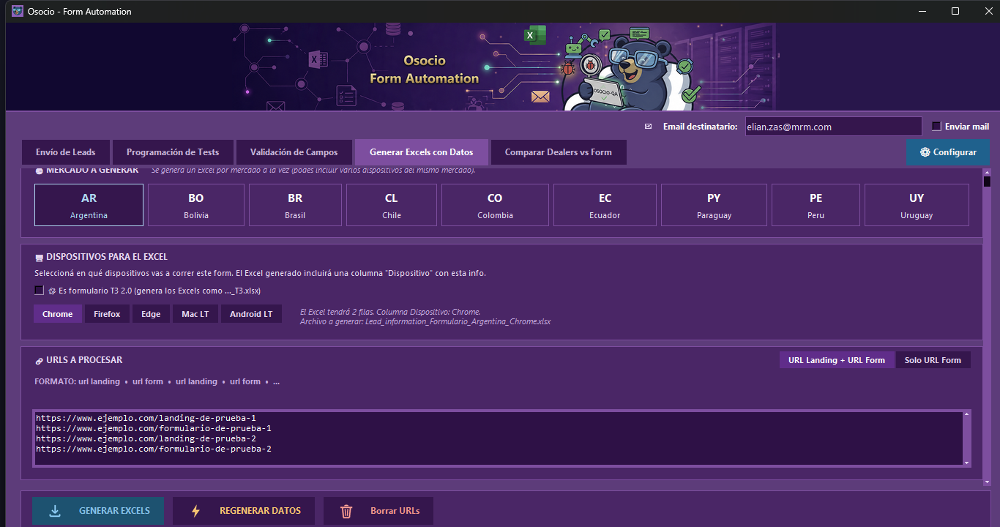 Osocio - Form Automation
X
X
Osocio
Form Automation
OSOCIO-QA
Email destinatario:
elian.zas@mrm.com
Enviar mail
Envío de Leads
Programación de Tests
Validación de Campos
Generar Excels con Datos
Comparar Dealers vs Form
Configurar
MERCADO A GENERAR
Se genera un Excel por mercado a la vez (podés incluir varios dispositivos del mismo mercado).
AR
Argentina
BO
Bolivia
BR
Brasil
CL
Chile
CO
Colombia
EC
Ecuador
PY
Paraguay
PE
Peru
UY
Uruguay
DISPOSITIVOS PARA EL EXCEL
Seleccioná en qué dispositivos vas a correr este form. El Excel generado incluirá una columna "Dispositivo" con esta info.
Es formulario T3 2.0 (genera los Excels como ..._T3.xlsx)
Chrome
Firefox
Edge
Mac LT
Android LT
El Excel tendrá 2 filas. Columna Dispositivo: Chrome.
Archivo a generar: Lead_information_Formulario_Argentina_Chrome.xlsx
URLS A PROCESAR
URL Landing + URL Form
Solo URL Form
FORMATO: url landing • url form • url landing • url form • ...
https://www.ejemplo.com/landing-de-prueba-1
https://www.ejemplo.com/formulario-de-prueba-1
https://www.ejemplo.com/landing-de-prueba-2
https://www.ejemplo.com/formulario-de-prueba-2
GENERAR EXCELS
REGENERAR DATOS
Borrar URLs